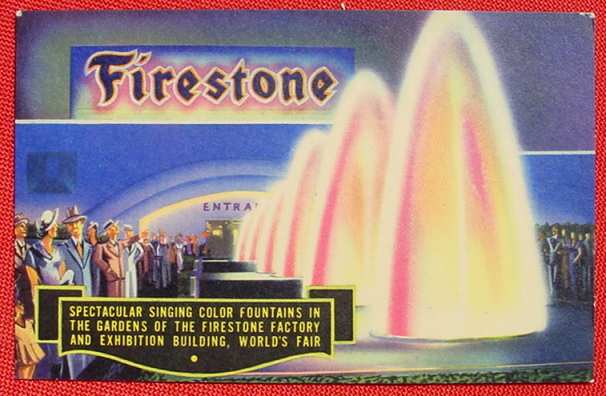 Firestone
ENTRA
SPECTACULAR SINGING COLOR FOUNTAINS IN
THE GARDENS OF THE FIRESTONE FACTORY
AND EXHIBITION BUILDING, WORLD'S FAIR